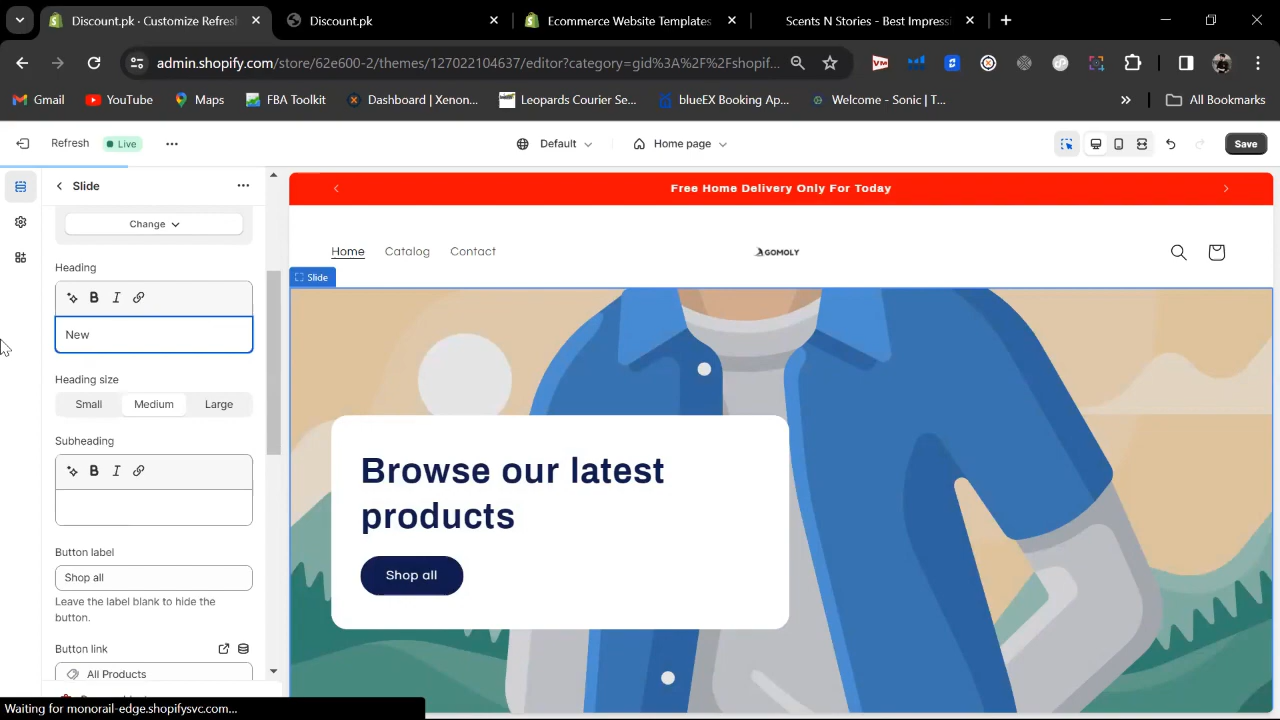 Discount.pk · Customize Refresh
Discount.pk
Ecommerce Website Templates
Scents N Stories - Best Impressi
admin.shopify.com/store/62e600-2/themes/127022104637/editor?category=gid%3A%2F%2Fshopif...
Gmail
YouTube
Maps
FBA Toolkit
Dashboard | Xenon...
Leopards Courier Se...
blueEX Booking Ap...
Welcome - Sonic | T...
All Bookmarks
Refresh
Live
Default
Home page
Save
Slide
Change
Heading
New
Heading size
Small
Medium
Large
Subheading
Button label
Shop all
Leave the label blank to hide the
button.
Button link
All Products
Free Home Delivery Only For Today
Home
Catalog
Contact
GOMOLY
Slide
Browse our latest
products
Shop all
Waiting for monorail-edge.shopifysvc.com...